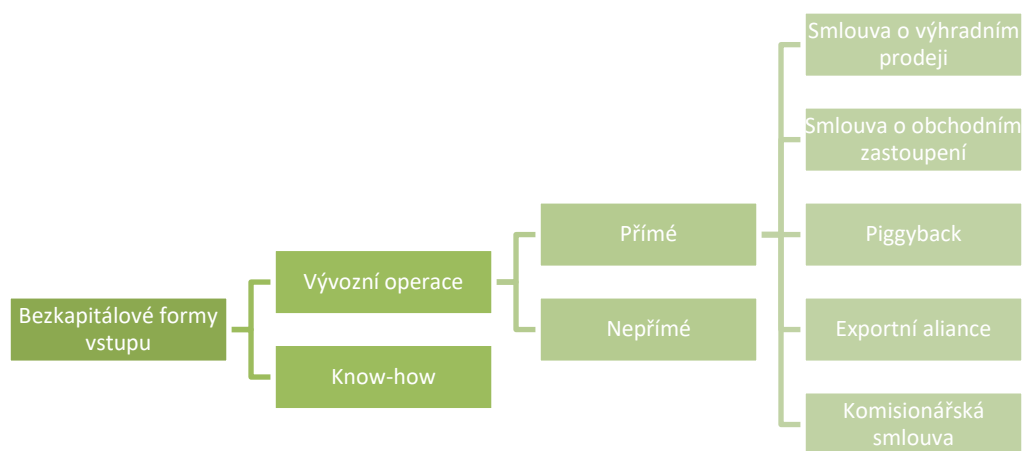 Bezkapitálové formy
vstupu
Vývozní operace
Know-how
Přímé
Nepřímé
Smlouva o výhradním
prodeji
Smlouva o obchodním
zastoupení
Piggyback
Exportní aliance
Komisionářská
smlouva